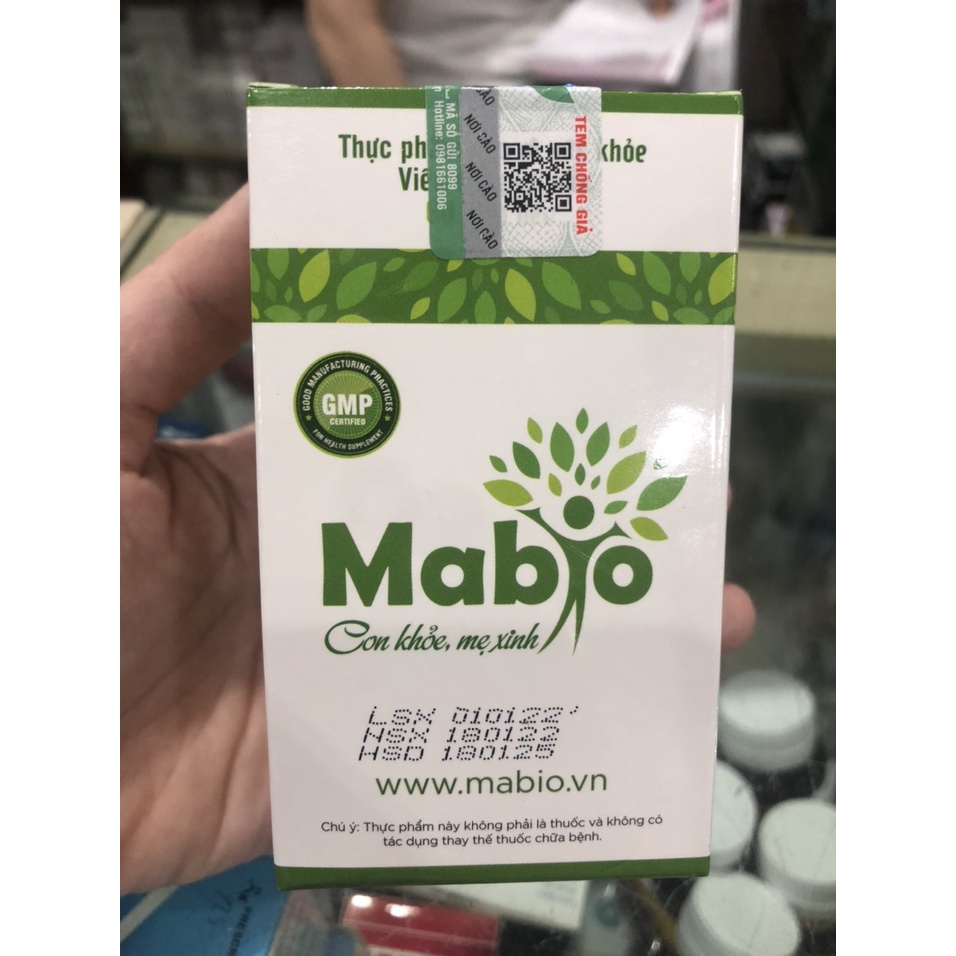 MÃ SỐ GỬI 8099
Hotline: 0981661006
NƠI CÀO
NƠI CÀO
NƠI CÀO
TEM CHỐNG GIẢ
Thực khỏe
GOOD MANUFACTURING PRACTICES
GMP
CERTIFIED
FOR HEALTH SUPPLEMENT
Mabio
Con khỏe, mẹ xinh
LSX 010122
NSX 180122
HSD 180125
www.mabio.vn
Chú ý: Thực phẩm này không phải là thuốc và không có
tác dụng thay thế thuốc chữa bệnh.